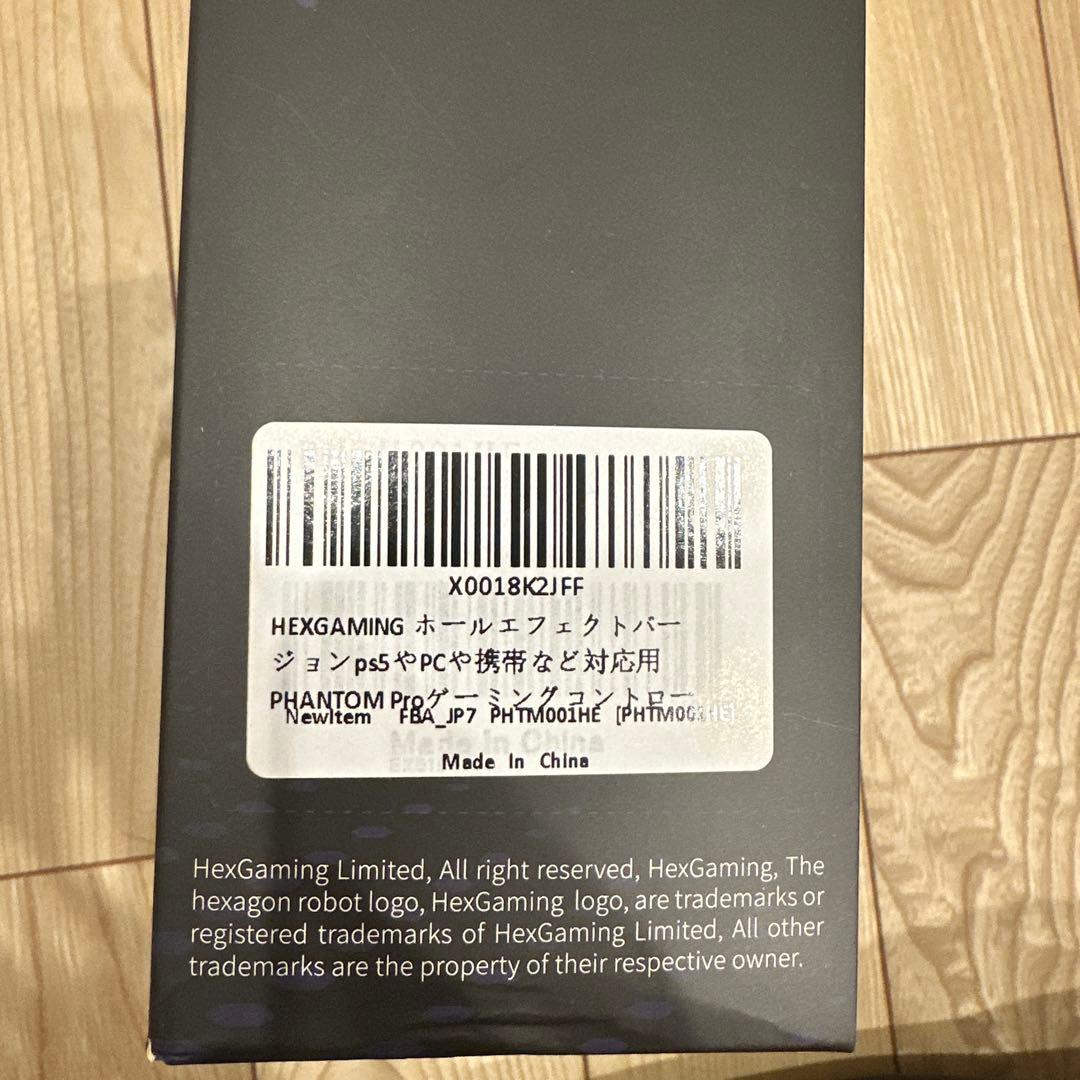 X0018K2JFF
HEXGAMING ホールエフェクトバー
ジョンps5やPCや携帯など対応用
PHANTOM Proゲーミングコントロー
NewItem FBA_JP7 PHTM001HE [PHTM001HE]
Made In China
HexGaming Limited, All right reserved, HexGaming, The
hexagon robot logo, HexGaming logo, are trademarks or
registered trademarks of HexGaming Limited, All other
trademarks are the property of their respective owner.